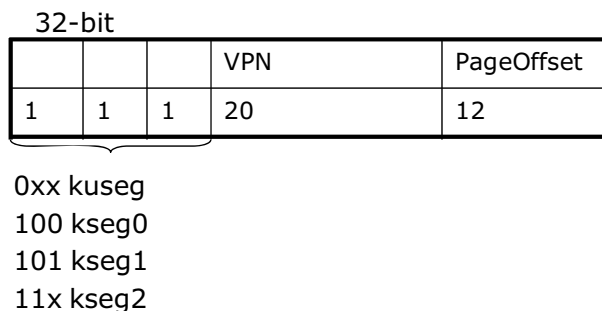 32-bit
VPN PageOffset
1 1 1 20 12
0xx kuseg
100 kseg0
101 kseg1
11x kseg2